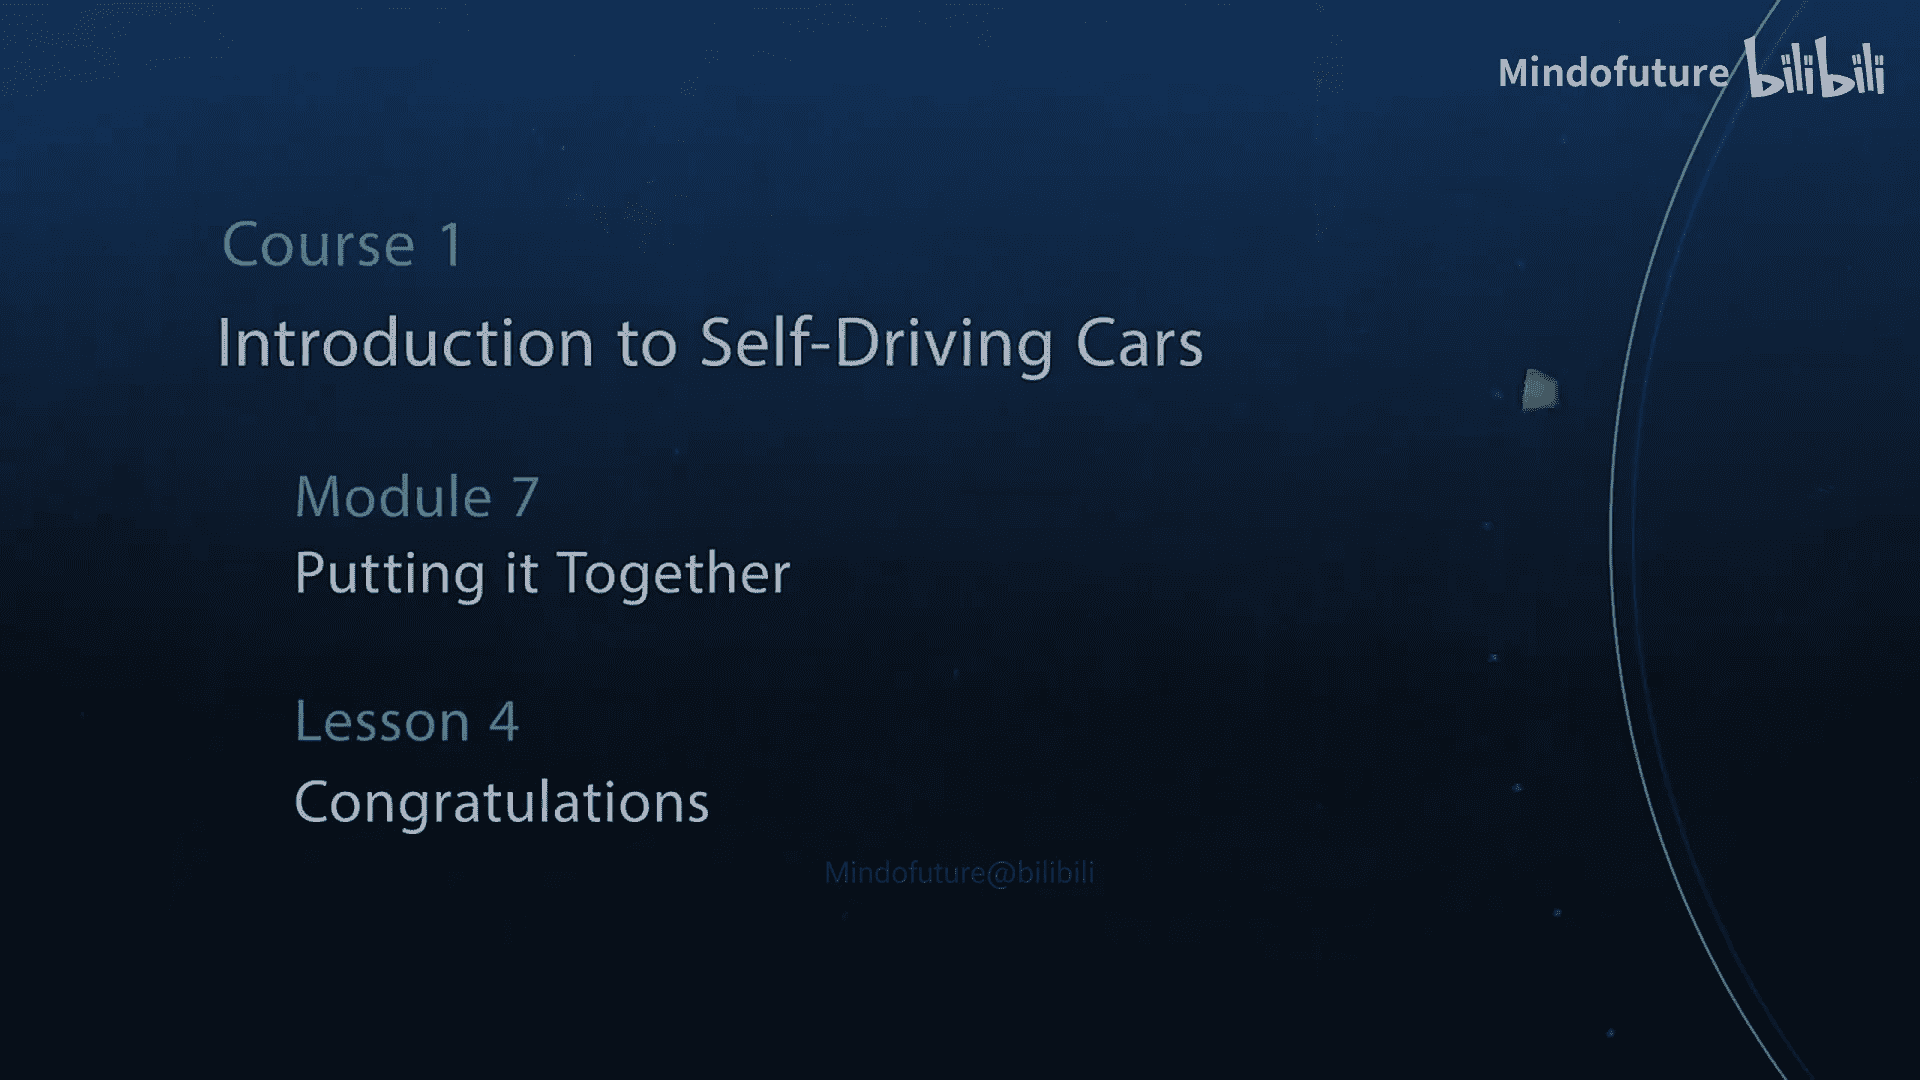 Mindofuture bilibili
Course 1
Introduction to Self-Driving Cars
Module 7
Putting it Together
Lesson 4
Congratulations
Mindofuture@bilibili